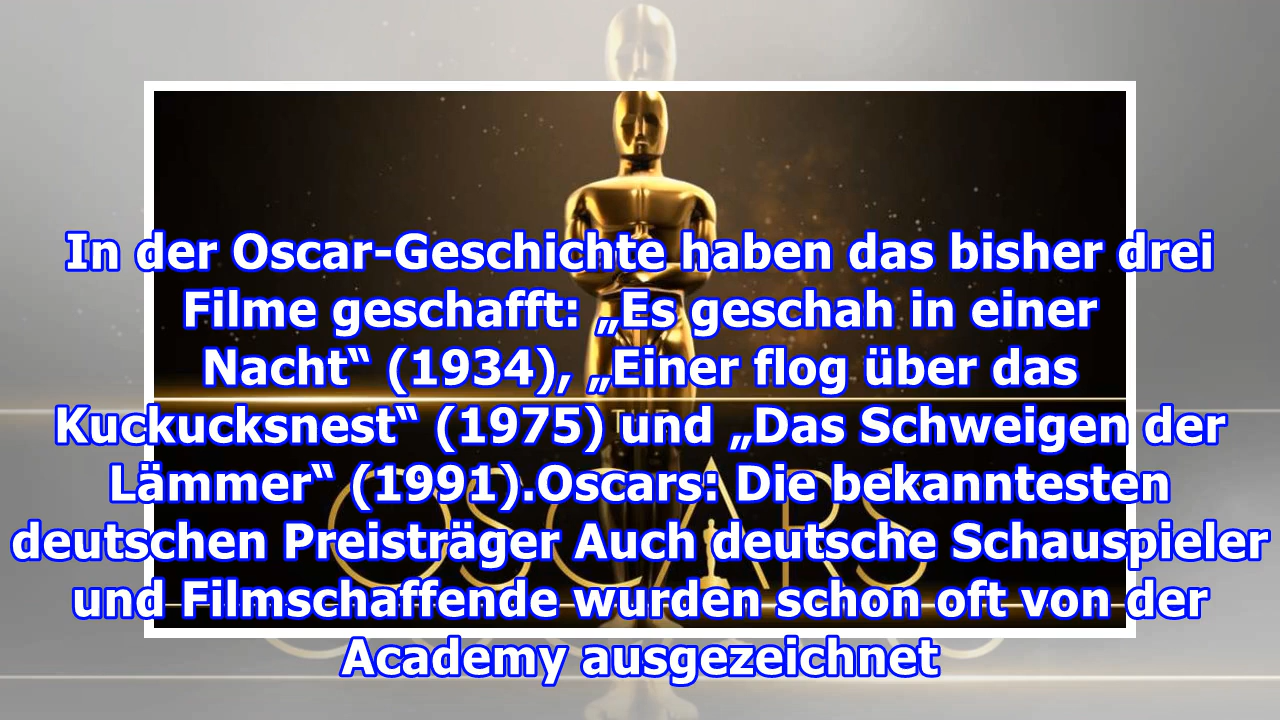 In der Oscar-Geschichte haben das bisher drei
Filme geschafft: „Es geschah in einer
Nacht“ (1934), „Einer flog über das
Kuckucksnest“ (1975) und „Das Schweigen der
Lämmer“ (1991).Oscars: Die bekanntesten
deutschen Preisträger Auch deutsche Schauspieler
und Filmschaffende wurden schon oft von der
Academy ausgezeichnet
THE
OSCARS